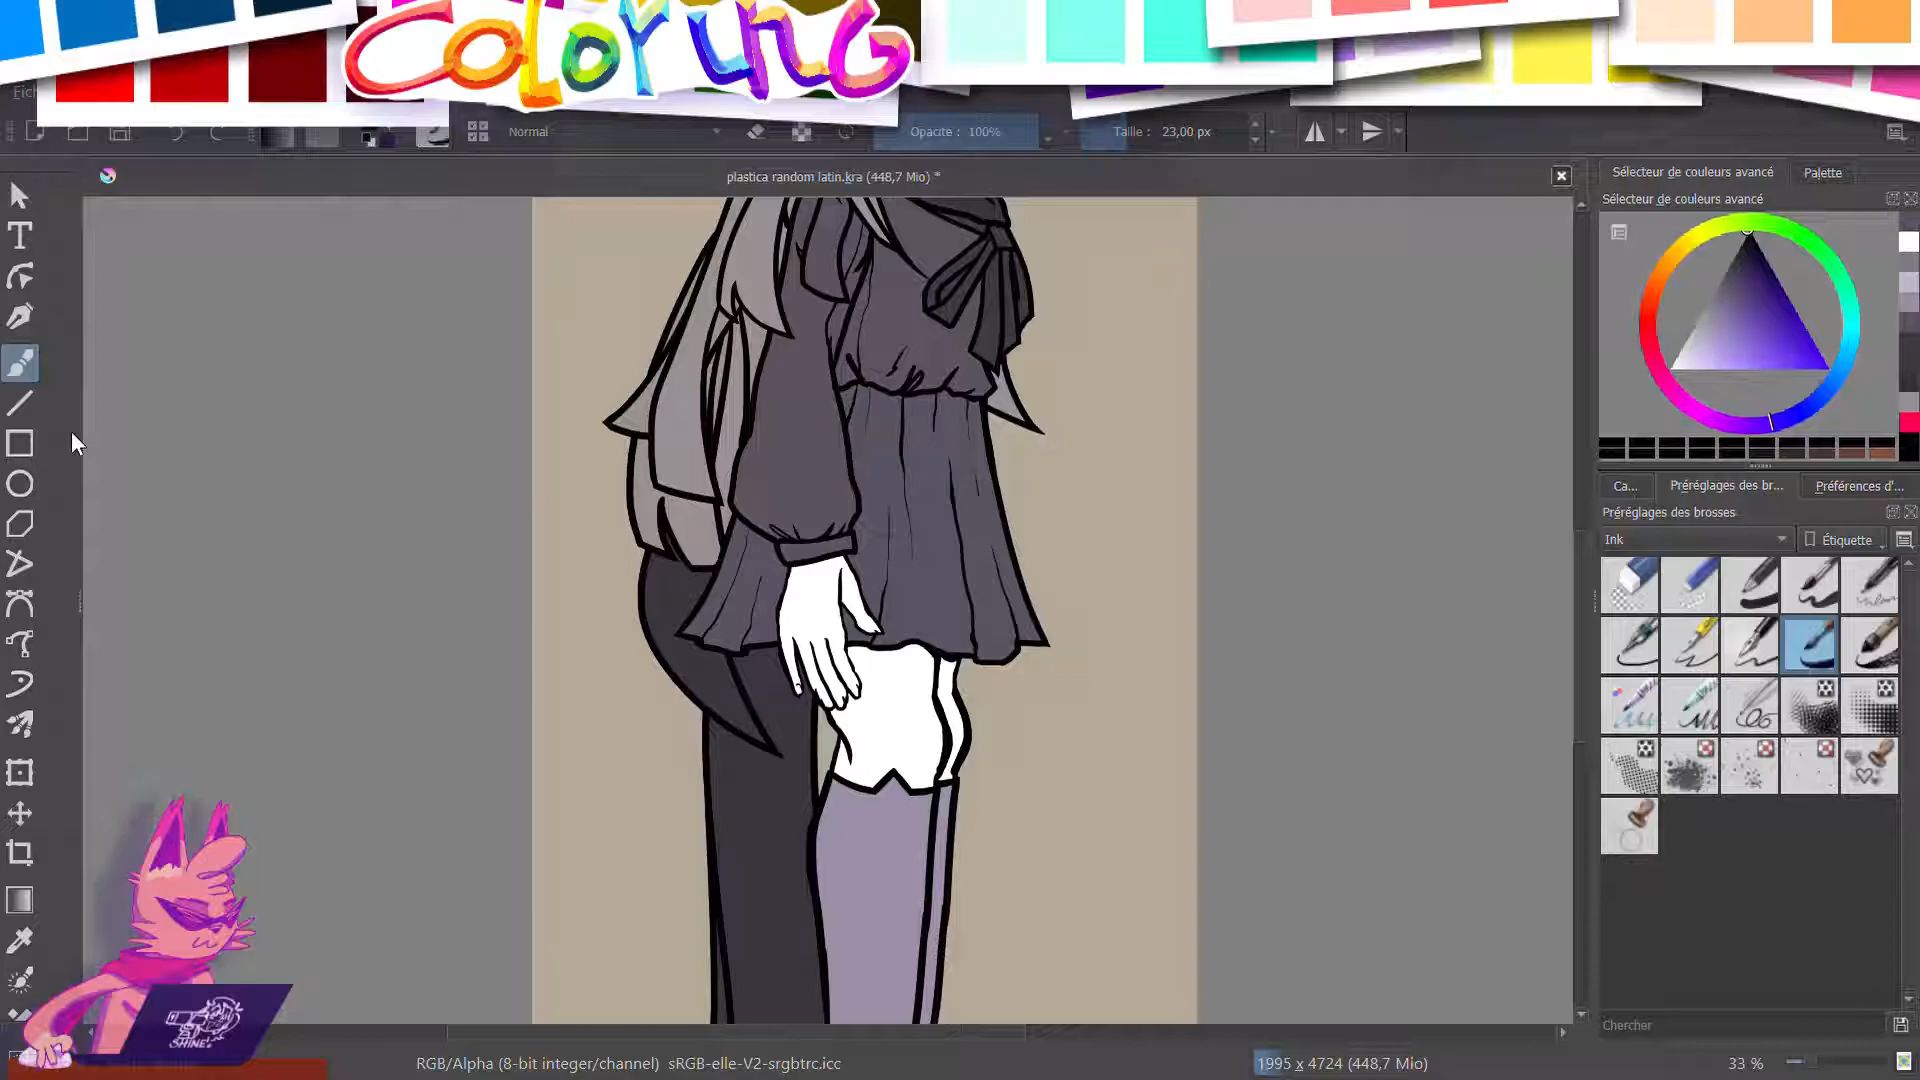 COLORING
Fich
Normal
Opacité : 100%
Taille : 23,00 px
plastica random latin.kra (448,7 Mio) *
Sélecteur de couleurs avancé
Palette
Sélecteur de couleurs avancé
Ca...
Préréglages des br...
Préférences d'...
Préréglages des brosses
Ink
Étiquette
SHINE!
Chercher
RGB/Alpha (8-bit integer/channel) sRGB-elle-V2-srgbtrc.icc
1995 x 4724 (448,7 Mio)
33 %